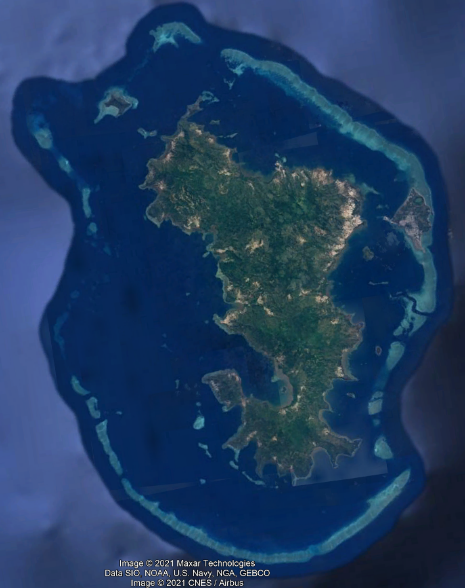 Image © 2021 Maxar Technologies
Data SIO, NOAA, U.S. Navy, NGA, GEBCO
Image © 2021 CNES / Airbus